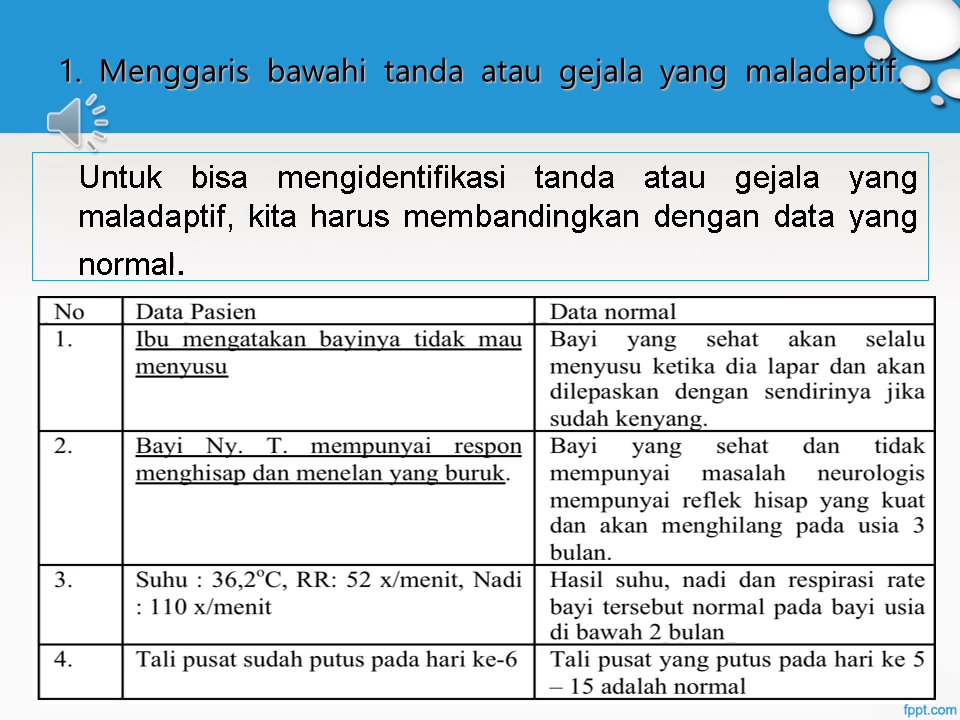 1. Menggaris bawahi tanda atau gejala yang maladaptif.
Untuk bisa mengidentifikasi tanda atau gejala yang
maladaptif, kita harus membandingkan dengan data yang
normal.
No Data Pasien Data normal
1. Ibu mengatakan bayinya tidak mau
menyusu
Bayi yang sehat akan selalu
menyusu ketika dia lapar dan akan
dilepaskan dengan sendirinya jika
sudah kenyang.
2. Bayi Ny. T. mempunyai respon
menghisap dan menelan yang buruk.
Bayi yang sehat dan tidak
mempunyai masalah neurologis
mempunyai reflek hisap yang kuat
dan akan menghilang pada usia 3
bulan.
3. Suhu : 36,2°C, RR: 52 x/menit, Nadi
: 110 x/menit
Hasil suhu, nadi dan respirasi rate
bayi tersebut normal pada bayi usia
di bawah 2 bulan
4. Tali pusat sudah putus pada hari ke-6
Tali pusat yang putus pada hari ke 5
– 15 adalah normal
fppt.com